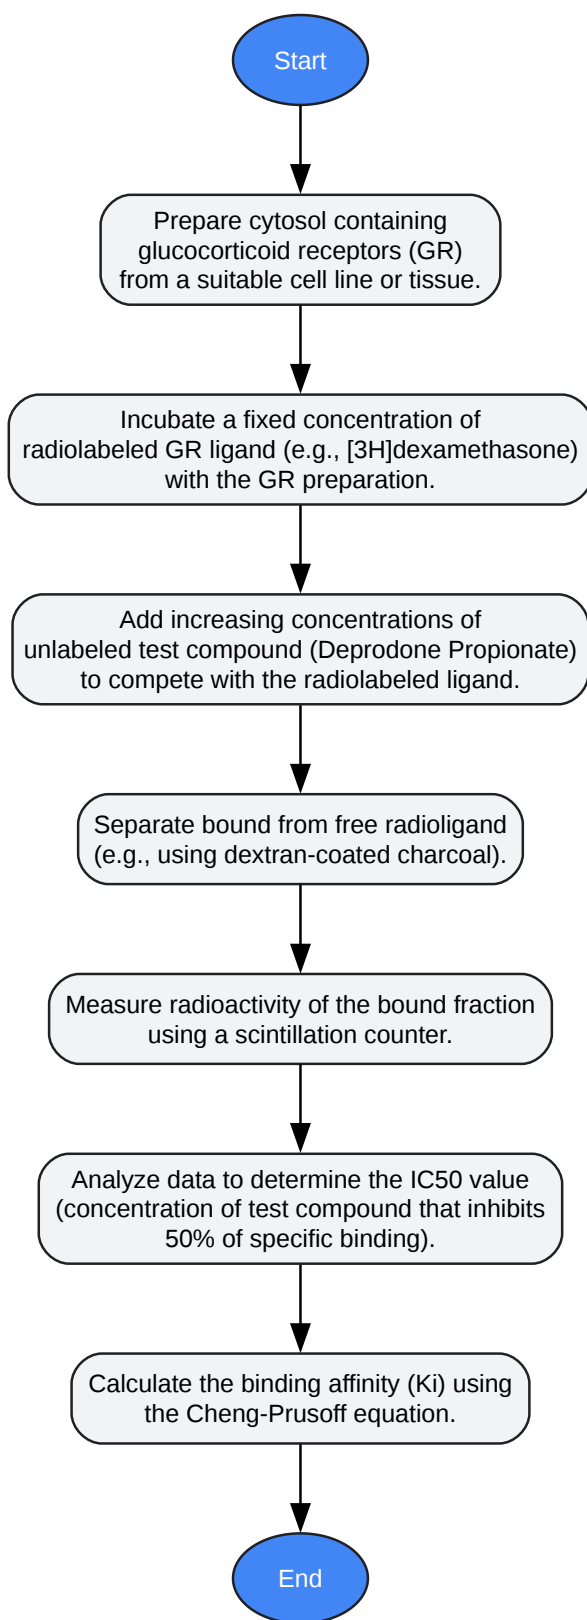 Start
Prepare cytosol containing
glucocorticoid receptors (GR)
from a suitable cell line or tissue.
Incubate a fixed concentration of
radiolabeled GR ligand (e.g., [3H]dexamethasone)
with the GR preparation.
Add increasing concentrations of
unlabeled test compound (Deprodone Propionate)
to compete with the radiolabeled ligand.
Separate bound from free radioligand
(e.g., using dextran-coated charcoal).
Measure radioactivity of the bound fraction
using a scintillation counter.
Analyze data to determine the IC50 value
(concentration of test compound that inhibits
50% of specific binding).
Calculate the binding affinity (Ki) using
the Cheng-Prusoff equation.
End